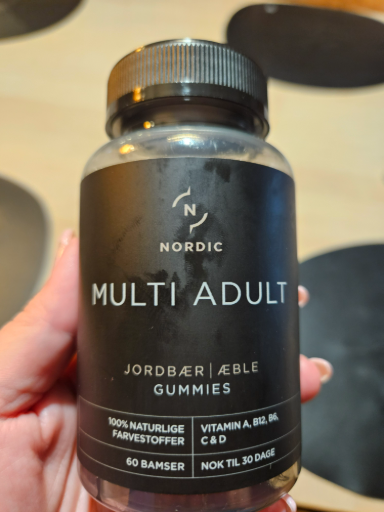 N
NORDIC
MULTI ADULT
JORDBÆR | ÆBLE
GUMMIES
100% NATURLIGE
FARVESTOFFER
VITAMIN A, B12, B6,
C & D
60 BAMSER
NOK TIL 30 DAGE